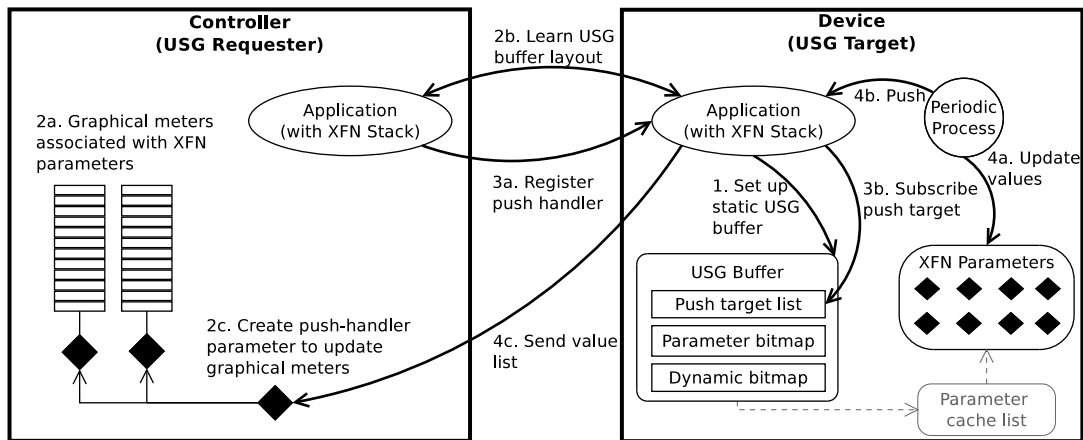 Controller
(USG Requester)
2a. Graphical meters
associated with XFN
parameters
Application
(with XFN Stack)
2b. Learn USG
buffer layout
3a. Register
push handler
2c. Create push-handler
parameter to update
graphical meters
4c. Send value
list
Device
(USG Target)
Application
(with XFN Stack)
4b. Push
Periodic
Process
4a. Update
values
1. Set up
static USG
buffer
3b. Subscribe
push target
USG Buffer
Push target list
Parameter bitmap
Dynamic bitmap
XFN Parameters
Parameter
cache list